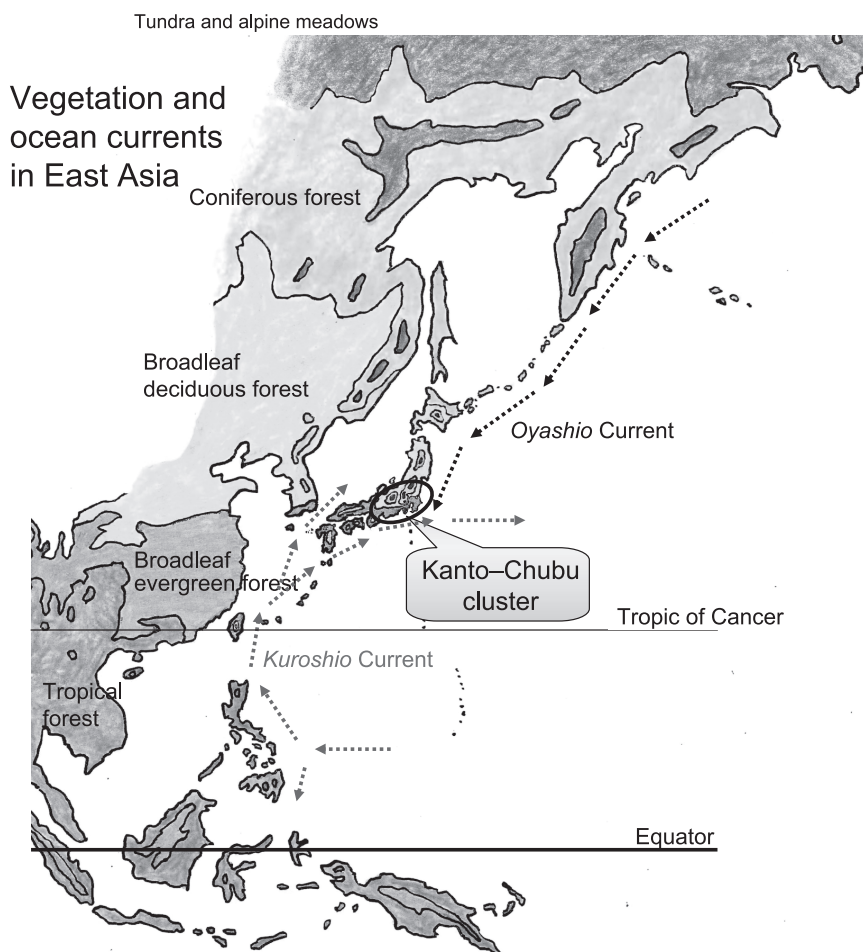 Tundra and alpine meadows
Vegetation and
ocean currents
in East Asia
Coniferous forest
Broadleaf
deciduous forest
Oyashio Current
Broadleaf
evergreen forest
Kanto–Chubu
cluster
Tropic of Cancer
Kuroshio Current
Tropical
forest
Equator